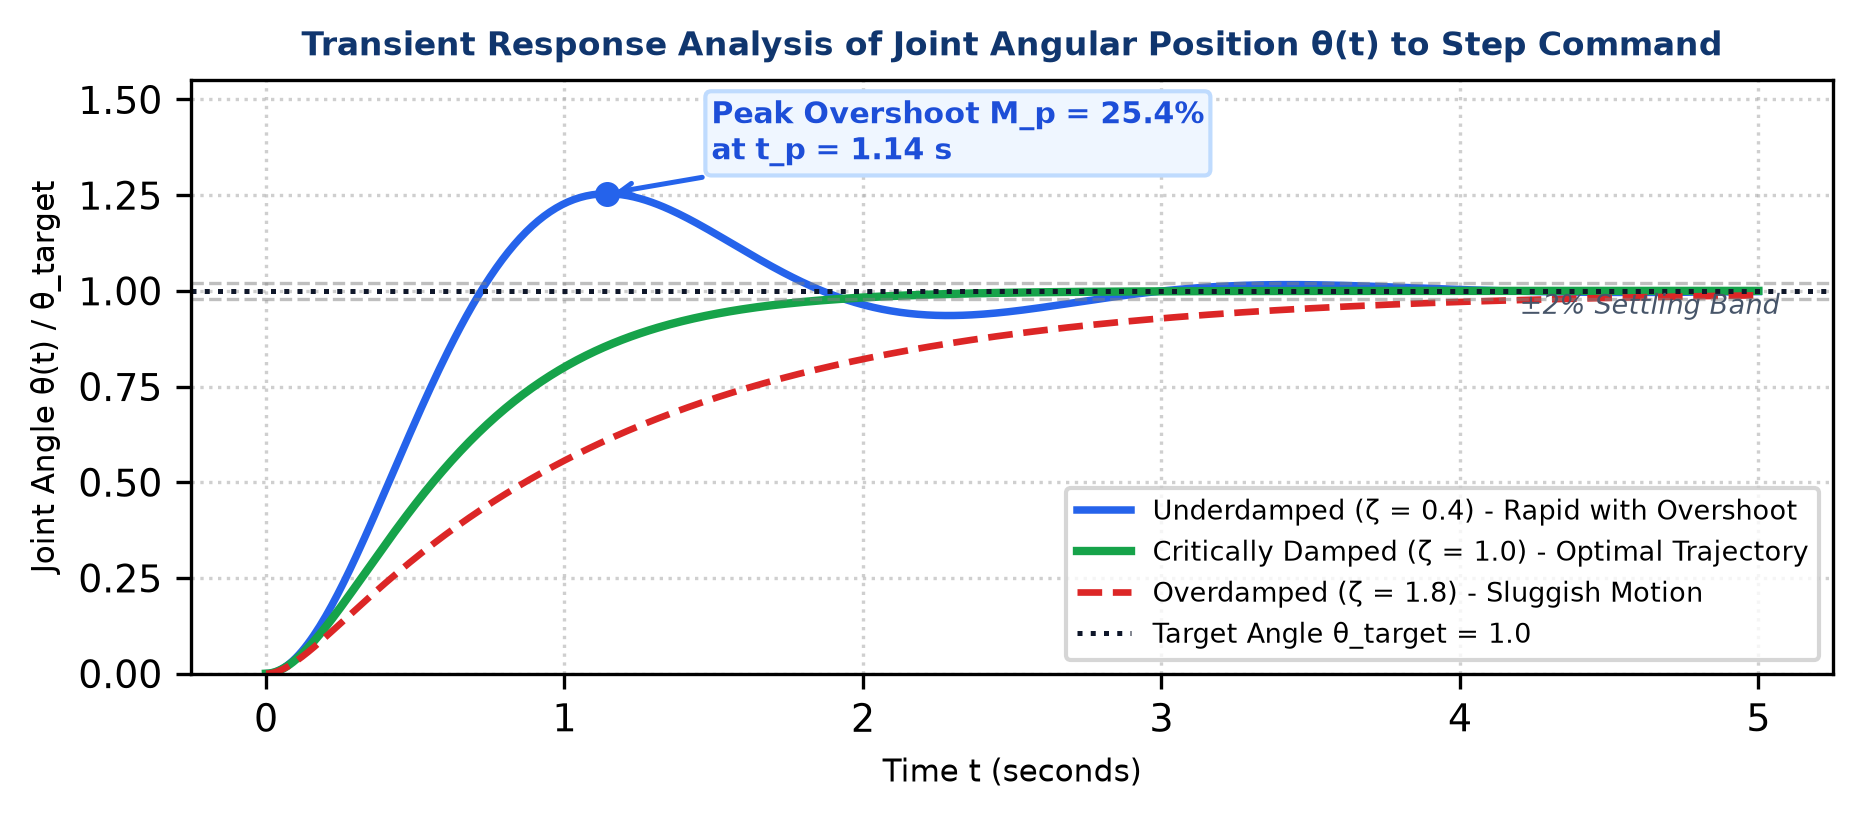 Transient Response Analysis of Joint Angular Position θ(t) to Step Command
Joint Angle θ(t) / θ_target
1.50
1.25
1.00
0.75
0.50
0.25
0.00
Peak Overshoot M_p = 25.4%
at t_p = 1.14 s
±2% Settling Band
Underdamped (ζ = 0.4) - Rapid with Overshoot
Critically Damped (ζ = 1.0) - Optimal Trajectory
Overdamped (ζ = 1.8) - Sluggish Motion
Target Angle θ_target = 1.0
0 1 2 3 4 5
Time t (seconds)